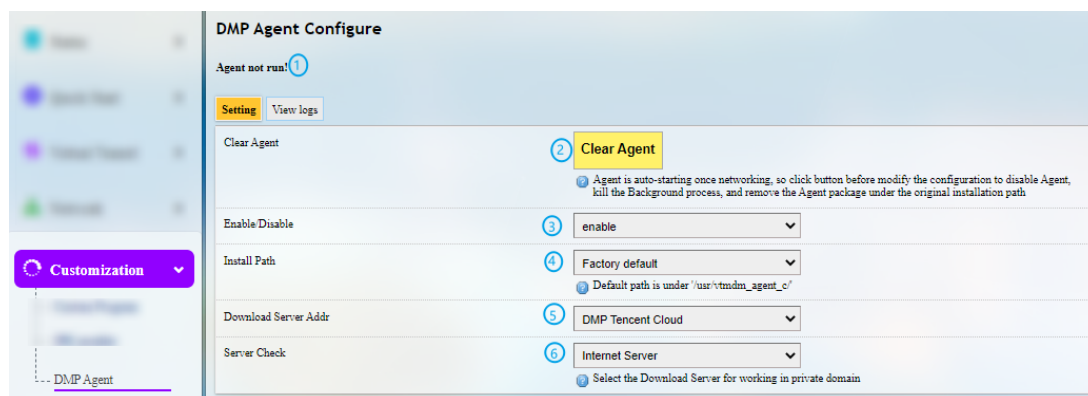 DMP Agent Configure
Agent not run! 1
Setting View logs
Clear Agent 2 Clear Agent
Agent is auto-starting once networking, so click button before modify the configuration to disable Agent,
kill the Background process, and remove the Agent package under the original installation path
Enable/Disable 3 enable
Install Path 4 Factory default
Default path is under '/usr/vtmdm_agent_c/'
Download Server Addr 5 DMP Tencent Cloud
Server Check 6 Internet Server
Select the Download Server for working in private domain
Customization
DMP Agent